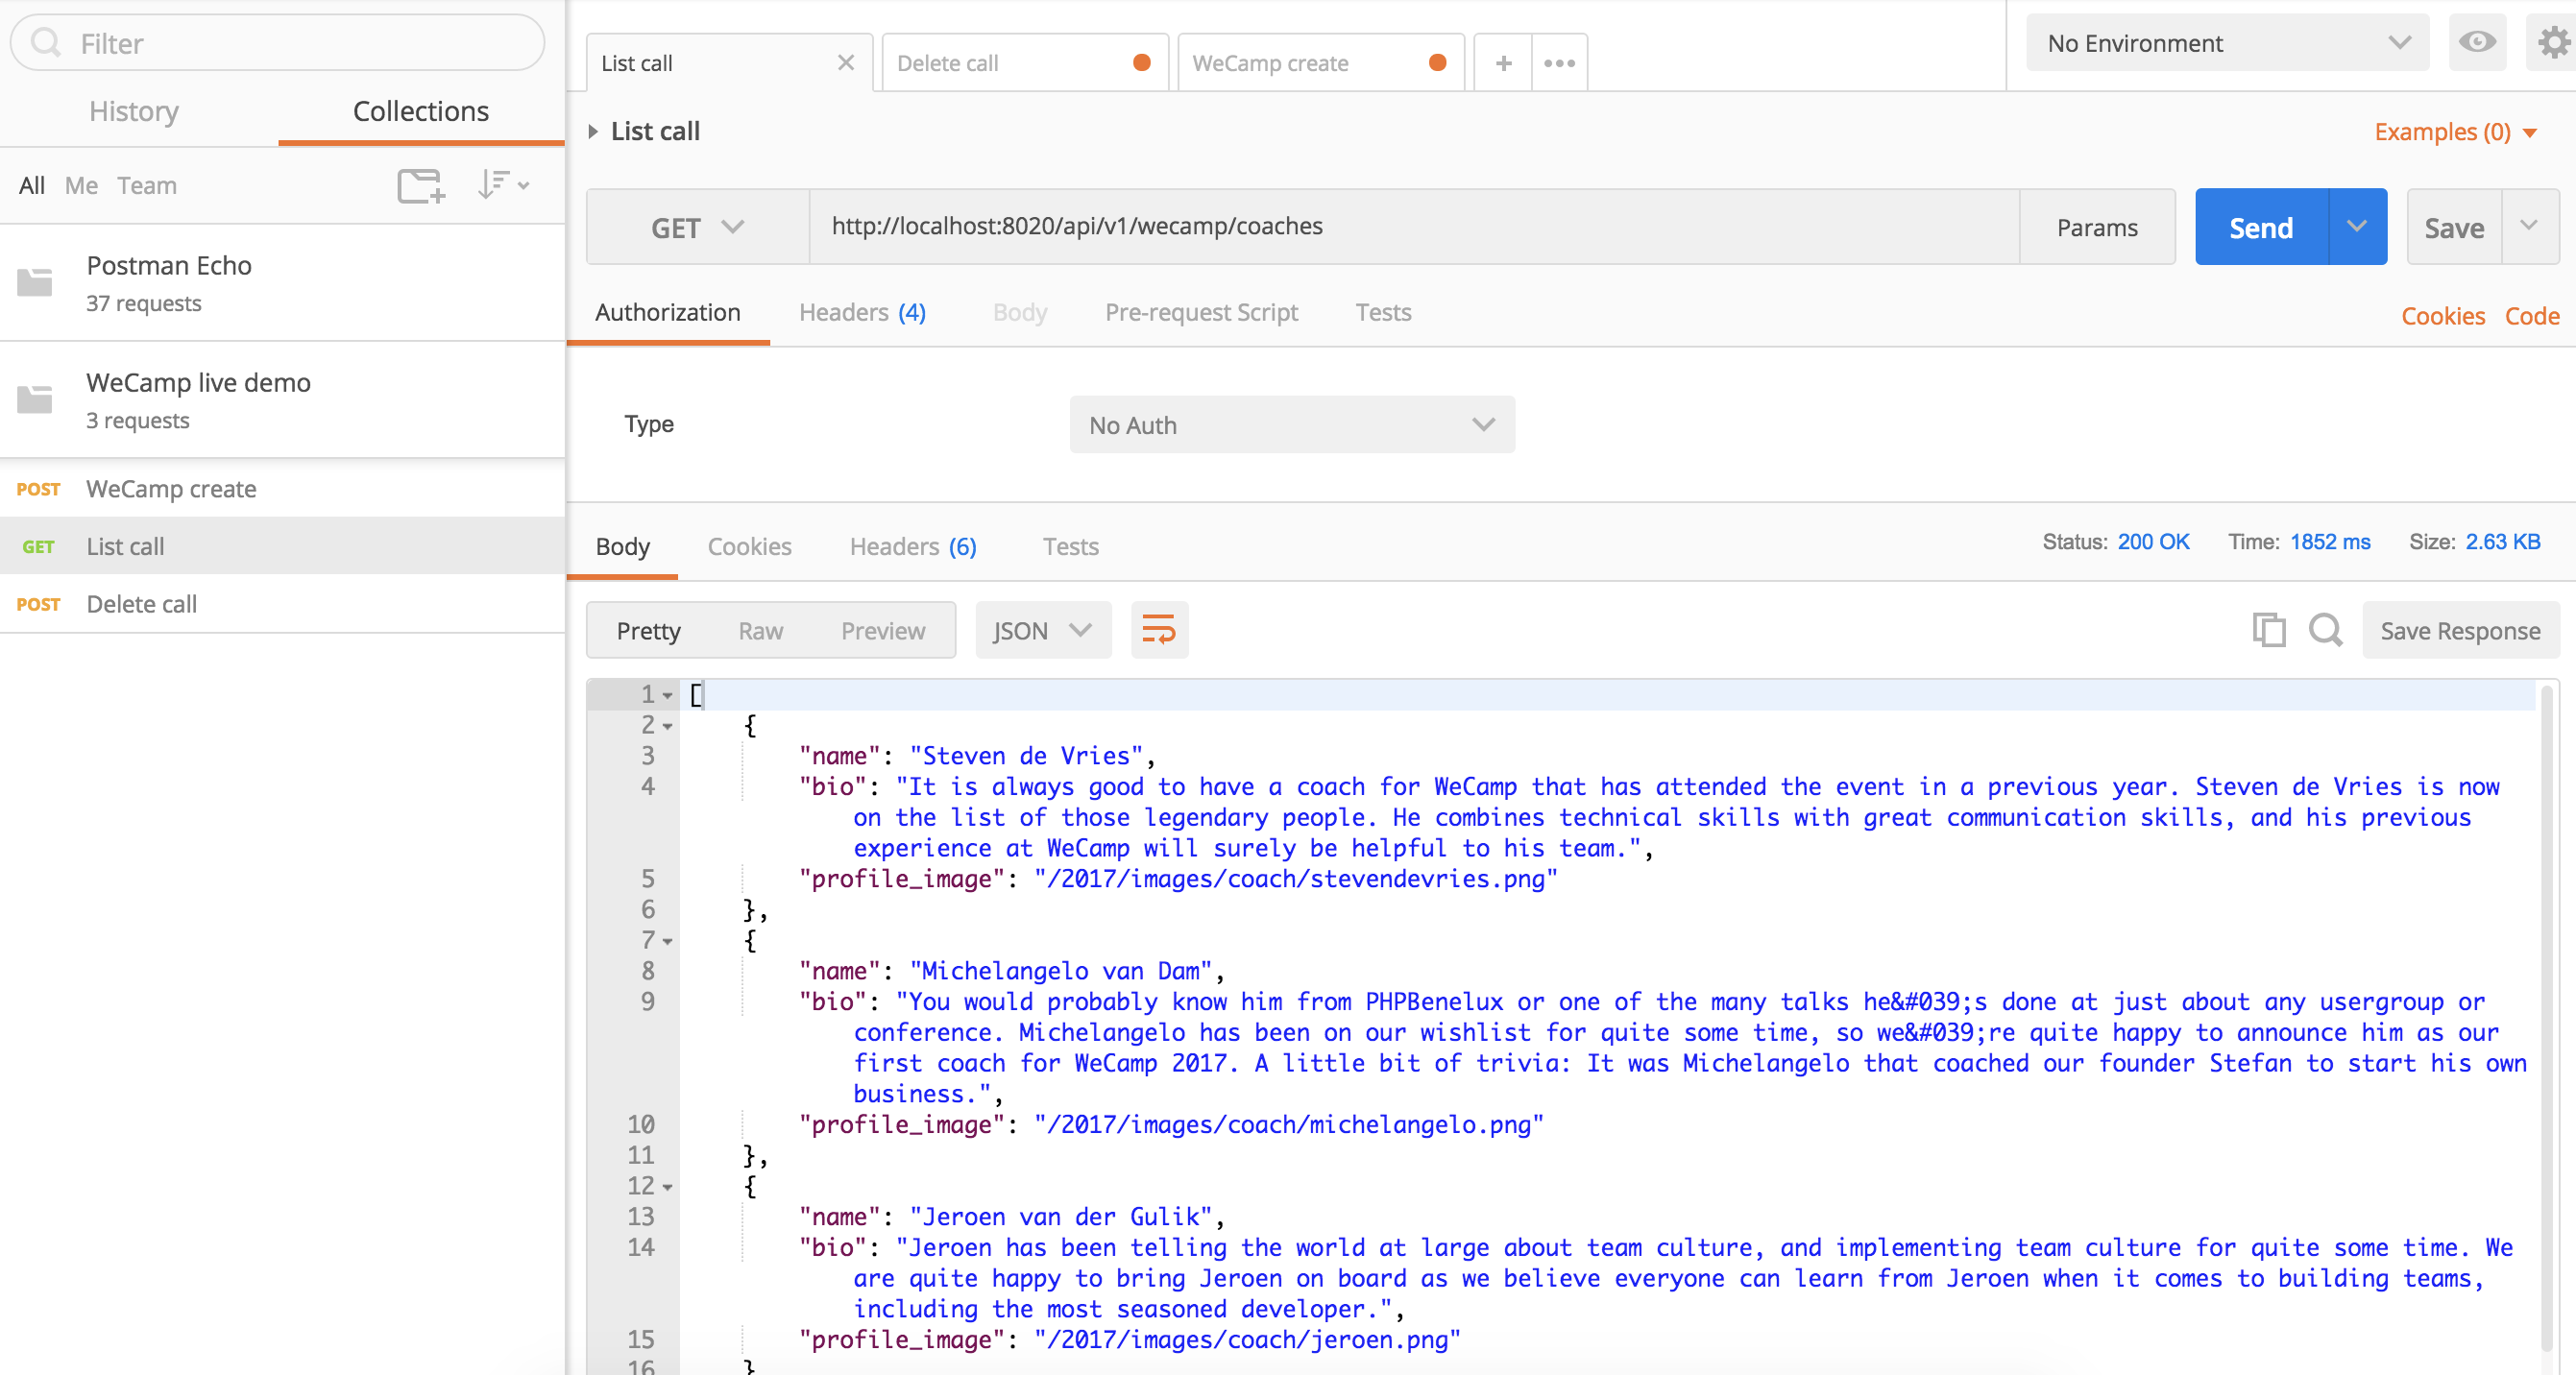 Filter
History Collections
All Me Team
Postman Echo
37 requests
WeCamp live demo
3 requests
POST WeCamp create
GET List call
POST Delete call
List call Delete call WeCamp create
No Environment
List call
Examples (0)
GET http://localhost:8020/api/v1/wecamp/coaches Params Send Save
Authorization Headers (4) Body Pre-request Script Tests Cookies Code
Type No Auth
Body Cookies Headers (6) Tests Status: 200 OK Time: 1852 ms Size: 2.63 KB
Pretty Raw Preview JSON Save Response
1 [
2 {
3 "name": "Steven de Vries",
4 "bio": "It is always good to have a coach for WeCamp that has attended the event in a previous year. Steven de Vries is now
on the list of those legendary people. He combines technical skills with great communication skills, and his previous
experience at WeCamp will surely be helpful to his team.",
5 "profile_image": "/2017/images/coach/stevendevries.png"
6 },
7 {
8 "name": "Michelangelo van Dam",
9 "bio": "You would probably know him from PHPBenelux or one of the many talks he&#039;s done at just about any usergroup or
conference. Michelangelo has been on our wishlist for quite some time, so we&#039;re quite happy to announce him as our
first coach for WeCamp 2017. A little bit of trivia: It was Michelangelo that coached our founder Stefan to start his own
business.",
10 "profile_image": "/2017/images/coach/michelangelo.png"
11 },
12 {
13 "name": "Jeroen van der Gulik",
14 "bio": "Jeroen has been telling the world at large about team culture, and implementing team culture for quite some time. We
are quite happy to bring Jeroen on board as we believe everyone can learn from Jeroen when it comes to building teams,
including the most seasoned developer.",
15 "profile_image": "/2017/images/coach/jeroen.png"
16 }